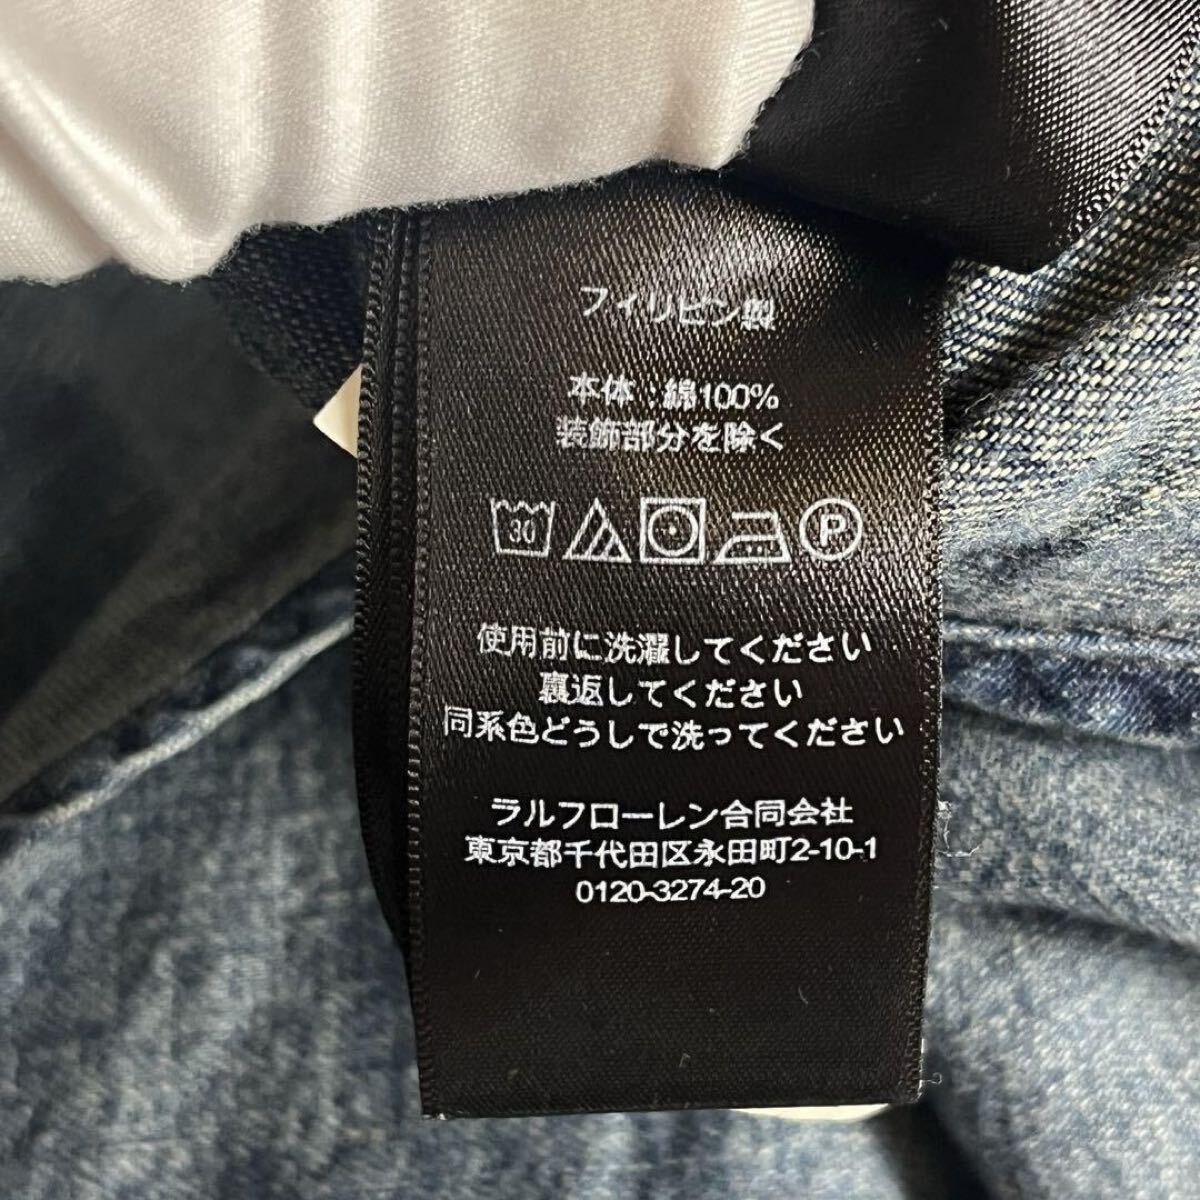 フィリピン製
本体：綿100%
装飾部分を除く
30 P
使用前に洗濯してください
裏返してください
同系色どうしで洗ってください
ラルフローレン合同会社
東京都千代田区永田町2-10-1
0120-3274-20